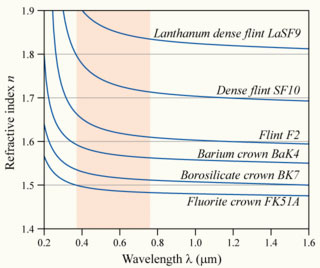 1.9
Lanthanum dense flint LaSF9
1.8
Dense flint SF10
1.7
Flint F2
1.6
Barium crown BaK4
Borosilicate crown BK7
1.5
Fluorite crown FK51A
1.4
0.2 0.4 0.6 0.8 1.0 1.2 1.4 1.6
Wavelength λ (µm)
Refractive index n